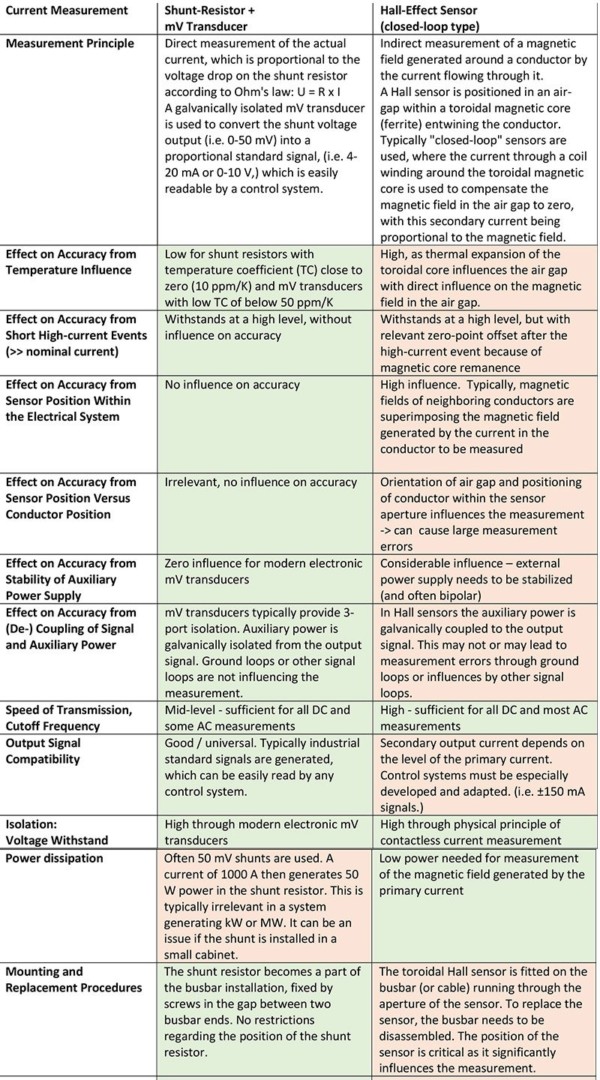 Current Measurement
Shunt-Resistor +
mV Transducer
Hall-Effect Sensor
(closed-loop type)
Measurement Principle
Direct measurement of the actual
current, which is proportional to the
voltage drop on the shunt resistor
according to Ohm's law: U = R x I
A galvanically isolated mV transducer
is used to convert the shunt voltage
output (i.e. 0-50 mV) into a
proportional standard signal, (i.e. 4-
20 mA or 0-10 V,) which is easily
readable by a control system.
Indirect measurement of a magnetic
field generated around a conductor by
the current flowing through it.
A Hall sensor is positioned in an air-
gap within a toroidal magnetic core
(ferrite) entwining the conductor.
Typically "closed-loop" sensors are
used, where the current through a coil
winding around the toroidal magnetic
core is used to compensate the
magnetic field in the air gap to zero,
with this secondary current being
proportional to the magnetic field.
Effect on Accuracy from
Temperature Influence
Low for shunt resistors with
temperature coefficient (TC) close to
zero (10 ppm/K) and mV transducers
with low TC of below 50 ppm/K
High, as thermal expansion of the
toroidal core influences the air gap
with direct influence on the magnetic
field in the air gap.
Effect on Accuracy from
Short High-current Events
(>> nominal current)
Withstands at a high level, without
influence on accuracy
Withstands at a high level, but with
relevant zero-point offset after the
high-current event because of
magnetic core remanence
Effect on Accuracy from
Sensor Position Within
the Electrical System
No influence on accuracy
High influence. Typically, magnetic
fields of neighboring conductors are
superimposing the magnetic field
generated by the current in the
conductor to be measured
Effect on Accuracy from
Sensor Position Versus
Conductor Position
Irrelevant, no influence on accuracy
Orientation of air gap and positioning
of conductor within the sensor
aperture influences the measurement
-> can cause large measurement
errors
Effect on Accuracy from
Stability of Auxiliary
Power Supply
Zero influence for modern electronic
mV transducers
Considerable influence – external
power supply needs to be stabilized
(and often bipolar)
Effect on Accuracy from
(De-) Coupling of Signal
and Auxiliary Power
mV transducers typically provide 3-
port isolation. Auxiliary power is
galvanically isolated from the output
signal. Ground loops or other signal
loops are not influencing the
measurement.
In Hall sensors the auxiliary power is
galvanically coupled to the output
signal. This may not or may lead to
measurement errors through ground
loops or influences by other signal
loops.
Speed of Transmission,
Cutoff Frequency
Mid-level - sufficient for all DC and
some AC measurements
High - sufficient for all DC and most AC
measurements
Output Signal
Compatibility
Good / universal. Typically industrial
standard signals are generated,
which can be easily read by any
control system.
Secondary output current depends on
the level of the primary current.
Control systems must be especially
developed and adapted. (i.e. ±150 mA
signals.)
Isolation:
Voltage Withstand
High through modern electronic mV
transducers
High through physical principle of
contactless current measurement
Power dissipation
Often 50 mV shunts are used. A
current of 1000 A then generates 50
W power in the shunt resistor. This is
typically irrelevant in a system
generating kW or MW. It can be an
issue if the shunt is installed in a
small cabinet.
Low power needed for measurement
of the magnetic field generated by the
primary current
Mounting and
Replacement Procedures
The shunt resistor becomes a part of
the busbar installation, fixed by
screws in the gap between two
busbar ends. No restrictions
regarding the position of the shunt
resistor.
The toroidal Hall sensor is fitted on the
busbar (or cable) running through the
aperture of the sensor. To replace the
sensor, the busbar needs to be
disassembled. The position of the
sensor is critical as it significantly
influences the measurement.